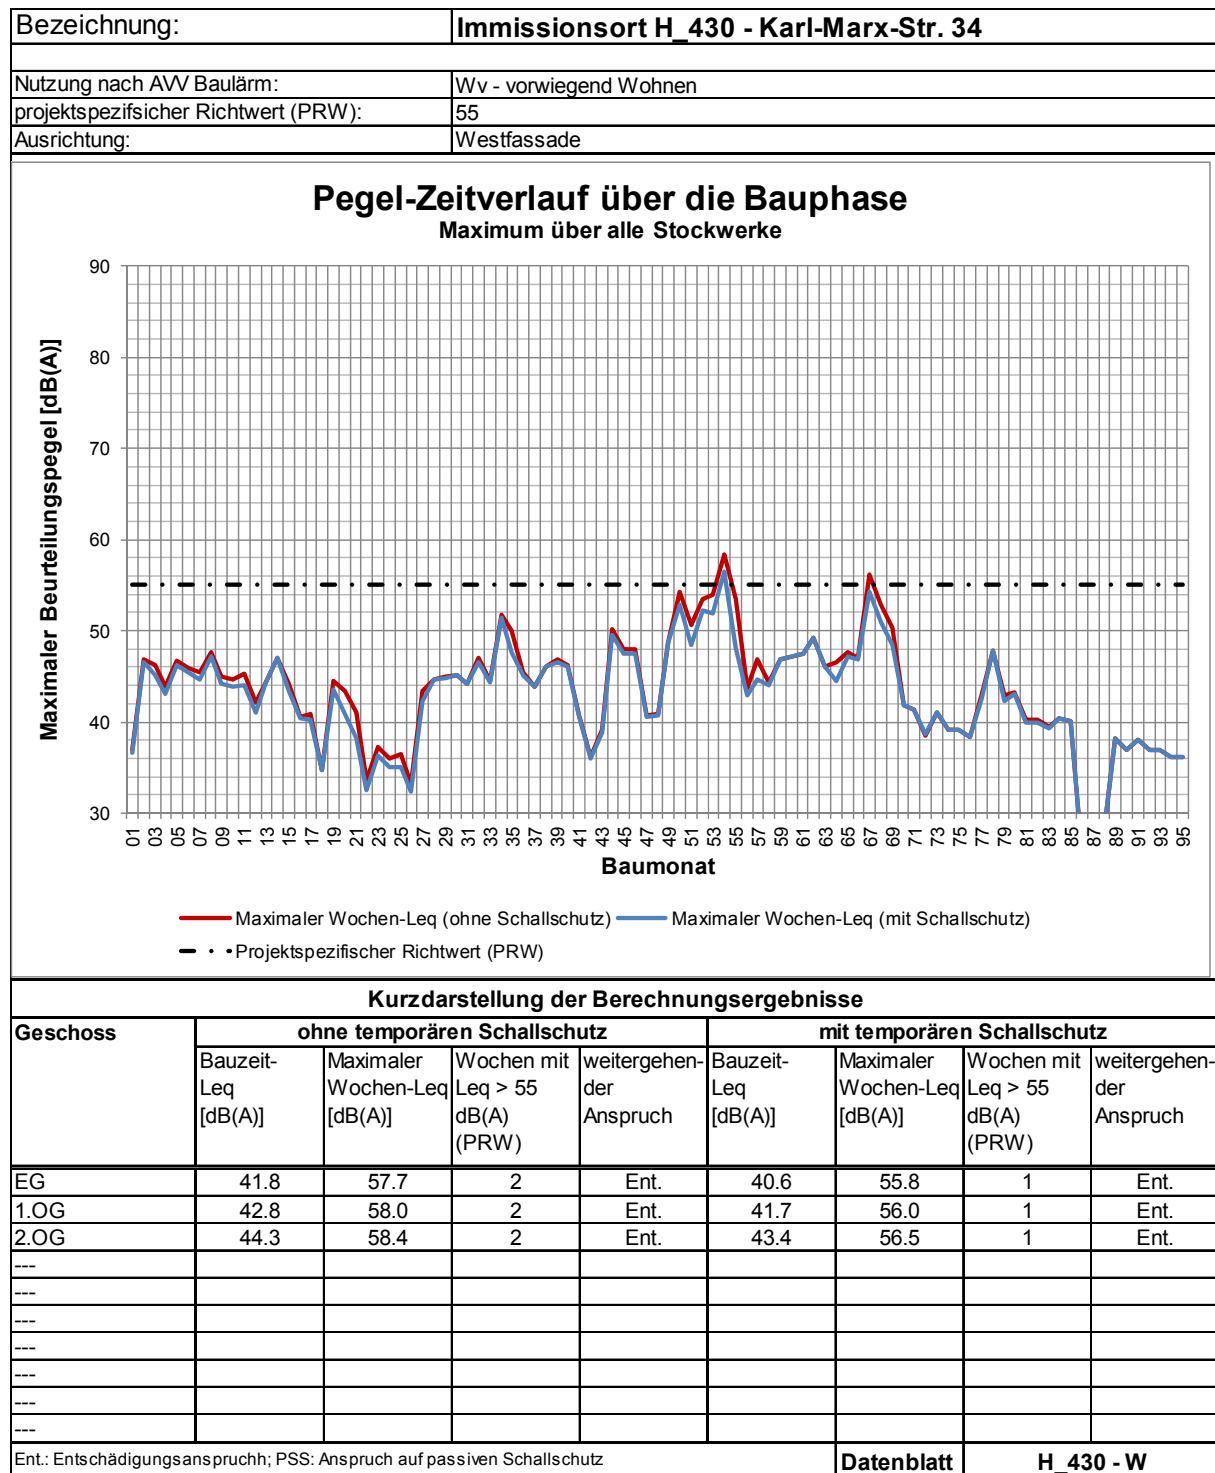 Bezeichnung: Immissionsort H_430 - Karl-Marx-Str. 34
Nutzung nach AVV Baulärm: Wv - vorwiegend Wohnen
projektspezifsicher Richtwert (PRW): 55
Ausrichtung: Westfassade
Pegel-Zeitverlauf über die Bauphase
Maximum über alle Stockwerke
Maximaler Beurteilungspegel [dB(A)]
90
80
70
60
50
40
30
01 03 05 07 09 11 13 15 17 19 21 23 25 27 29 31 33 35 37 39 41 43 45 47 49 51 53 55 57 59 61 63 65 67 69 71 73 75 77 79 81 83 85 87 89 91 93 95
Baumonat
Maximaler Wochen-Leq (ohne Schallschutz) Maximaler Wochen-Leq (mit Schallschutz)
Projektspezifischer Richtwert (PRW)
Kurzdarstellung der Berechnungsergebnisse
Geschoss ohne temporären Schallschutz mit temporären Schallschutz
Bauzeit- Maximaler Wochen mit weitergehen- Bauzeit- Maximaler Wochen mit weitergehen-
Leq Wochen-Leq Leq > 55 der Leq Wochen-Leq Leq > 55 der
[dB(A)] [dB(A)] dB(A) Anspruch [dB(A)] [dB(A)] dB(A) Anspruch
(PRW) (PRW)
EG 41.8 57.7 2 Ent. 40.6 55.8 1 Ent.
1.OG 42.8 58.0 2 Ent. 41.7 56.0 1 Ent.
2.OG 44.3 58.4 2 Ent. 43.4 56.5 1 Ent.
---
---
---
---
---
---
---
Ent.: Entschädigungsanspruchh; PSS: Anspruch auf passiven Schallschutz Datenblatt H_430 - W